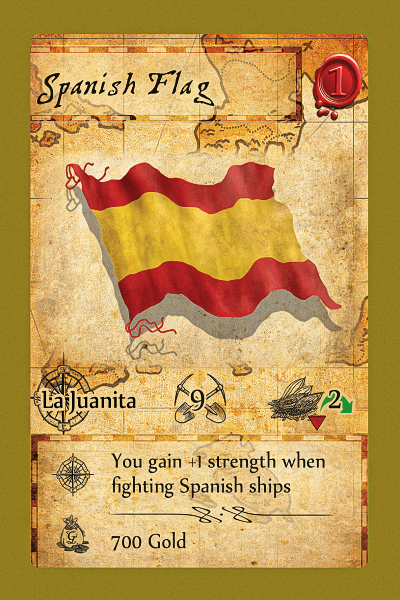 Spanish Flag
1
La Juanita
9
2
You gain +1 strength when
fighting Spanish ships
G
700 Gold